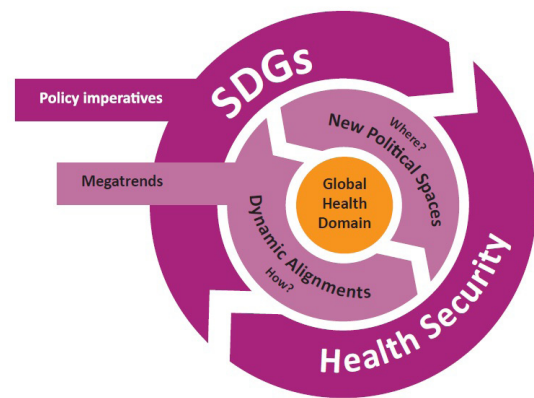 SDGs
Policy imperatives
Megatrends
Where?
New Political Spaces
Global
Health
Domain
Dynamic Alignments
How?
Health Security